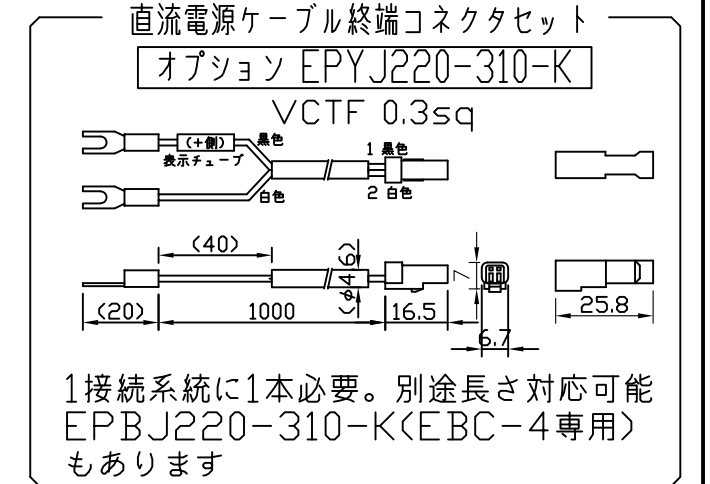 直流電源ケーブル終端コネクタセット
オプション EPYJ220-310-K
VCTF 0.3sq
(+側) 黒色
表示チューブ
1 黒色
白色
2 白色
(40)
(φ4.6)
7
(20)
1000
16.5
6.7
25.8
1接続系統に1本必要。別途長さ対応可能
EPBJ220-310-K(EBC-4専用)
もあります